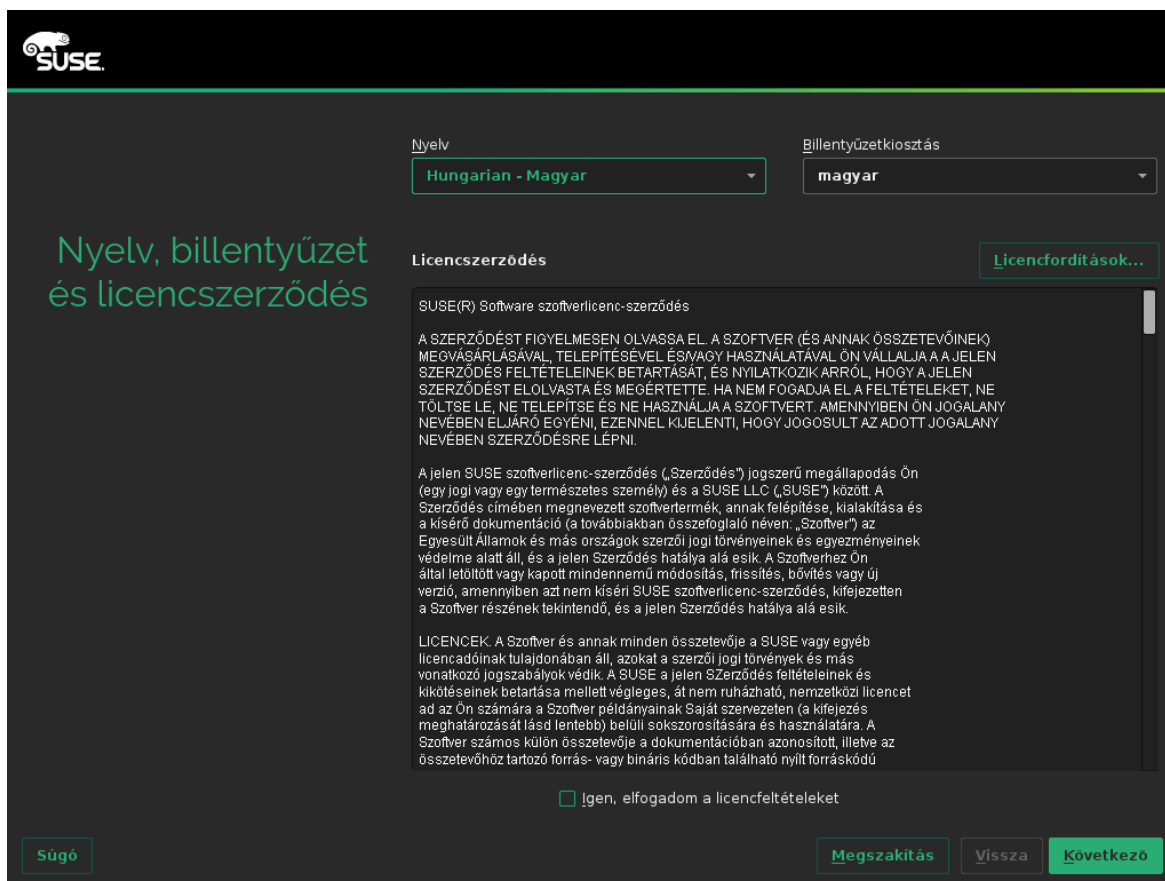 SUSE.
Nyelv
Billentyűzetkiosztás
Hungarian - Magyar
magyar
Nyelv, billentyűzet
és licencszerződés
Licencszerződés
Licencfordítások...
SUSE(R) Software szoftverlicenc-szerződés
A SZERZŐDÉST FIGYELMESEN OLVASSA EL. A SZOFTVER (ÉS ANNAK ÖSSZETEVŐINEK)
MEGVÁSÁRLÁSÁVAL, TELEPÍTÉSÉVEL ÉS/VAGY HASZNÁLATÁVAL ÖN VÁLLALJA A A JELEN
SZERZŐDÉS FELTÉTELEINEK BETARTÁSÁT, ÉS NYILATKOZIK ARRÓL, HOGY A JELEN
SZERZŐDÉST ELOLVASTA ÉS MEGÉRTETTE. HA NEM FOGADJA EL A FELTÉTELEKET, NE
TÖLTSE LE, NE TELEPÍTSE ÉS NE HASZNÁLJA A SZOFTVERT. AMENNYIBEN ÖN JOGALANY
NEVÉBEN ELJÁRÓ EGYÉNI, EZENNEL KIJELENTI, HOGY JOGOSULT AZ ADOTT JOGALANY
NEVÉBEN SZERZŐDÉSRE LÉPNI.
A jelen SUSE szoftverlicenc-szerződés („Szerződés") jogszerű megállapodás Ön
(egy jogi vagy egy természetes személy) és a SUSE LLC („SUSE") között. A
Szerződés címében megnevezett szoftvertermék, annak felépítése, kialakítása és
a kísérő dokumentáció (a továbbiakban összefoglaló néven: „Szoftver") az
Egyesült Államok és más országok szerzői jogi törvényeinek és egyezményeinek
védelme alatt áll, és a jelen Szerződés hatálya alá esik. A Szoftverhez Ön
által letöltött vagy kapott mindennemű módosítás, frissítés, bővítés vagy új
verzió, amennyiben azt nem kíséri SUSE szoftverlicenc-szerződés, kifejezetten
a Szoftver részének tekintendő, és a jelen Szerződés hatálya alá esik.
LICENCEK. A Szoftver és annak minden összetevője a SUSE vagy egyéb
licencadóinak tulajdonában áll, azokat a szerzői jogi törvények és más
vonatkozó jogszabályok védik. A SUSE a jelen SZerződés feltételeinek és
kikötéseinek betartása mellett végleges, át nem ruházható, nemzetközi licencet
ad az Ön számára a Szoftver példányainak Saját szervezeten (a kifejezés
meghatározását lásd lentebb) belüli sokszorosítására és használatára. A
Szoftver számos külön összetevője a dokumentációban azonosított, illetve az
összetevőhöz tartozó forrás- vagy bináris kódban található nyílt forráskódú
Igen, elfogadom a licencfeltételeket
Súgó
Megszakítás
Vissza
Következő